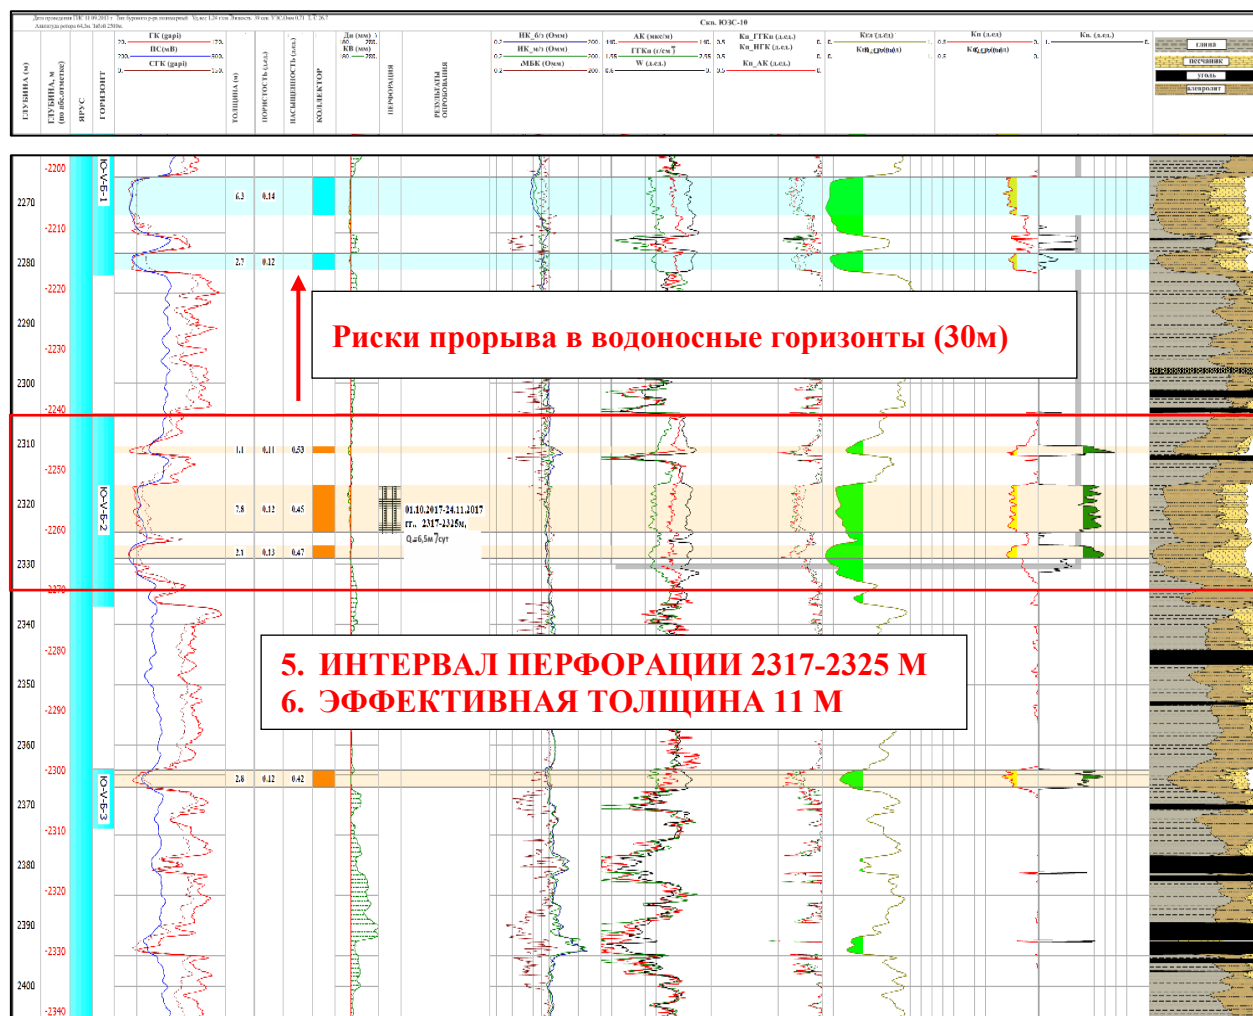 Скв. ЮЗС-10
ГЛУБИНА (м)
ГЛУБИНА, м
(по абс.отметке)
ЯРУС
ГОРИЗОНТ
ГК (gapi)
ПС(мВ)
СГК (gapi)
ТОЛЩИНА (м)
ПОРИСТОСТЬ (д.ед.)
НАСЫЩЕННОСТЬ (д.ед.)
КОЛЛЕКТОР
Дн (мм)
КВ (мм)
ПЕРФОРАЦИЯ
РЕЗУЛЬТАТЫ
ОПРОБОВАНИЯ
ИК_б/з (Омм)
ИК_м/з (Омм)
МБК (Омм)
АК (мкс/м)
ГГКп (г/см3)
W (д.ед.)
Кп_ГГКп (д.ед.)
Кп_НГК (д.ед.)
Кп_АК (д.ед.)
Кгл (д.ед)
Кп (д.ед)
Кн. (д.ед.)
глина
песчаник
уголь
алевролит
Ю-V-Б-1
-2200
2270
-2210
2280
-2220
2290
-2230
2300
-2240
6.3 0.14
2.7 0.12
Риски прорыва в водоносные горизонты (30м)
Ю-V-Б-2
2310
-2250
2320
-2260
2330
-2270
1.1 0.11 0.53
7.8 0.12 0.45
2.1 0.13 0.47
01.10.2017-24.11.2017
гг., 2317-2325м,
2340
-2280
2350
-2290
2360
-2300
5. ИНТЕРВАЛ ПЕРФОРАЦИИ 2317-2325 М
6. ЭФФЕКТИВНАЯ ТОЛЩИНА 11 М
Ю-V-Б-3
2.8 0.12 0.42
2370
-2310
2380
-2320
2390
-2330
2400
-2340